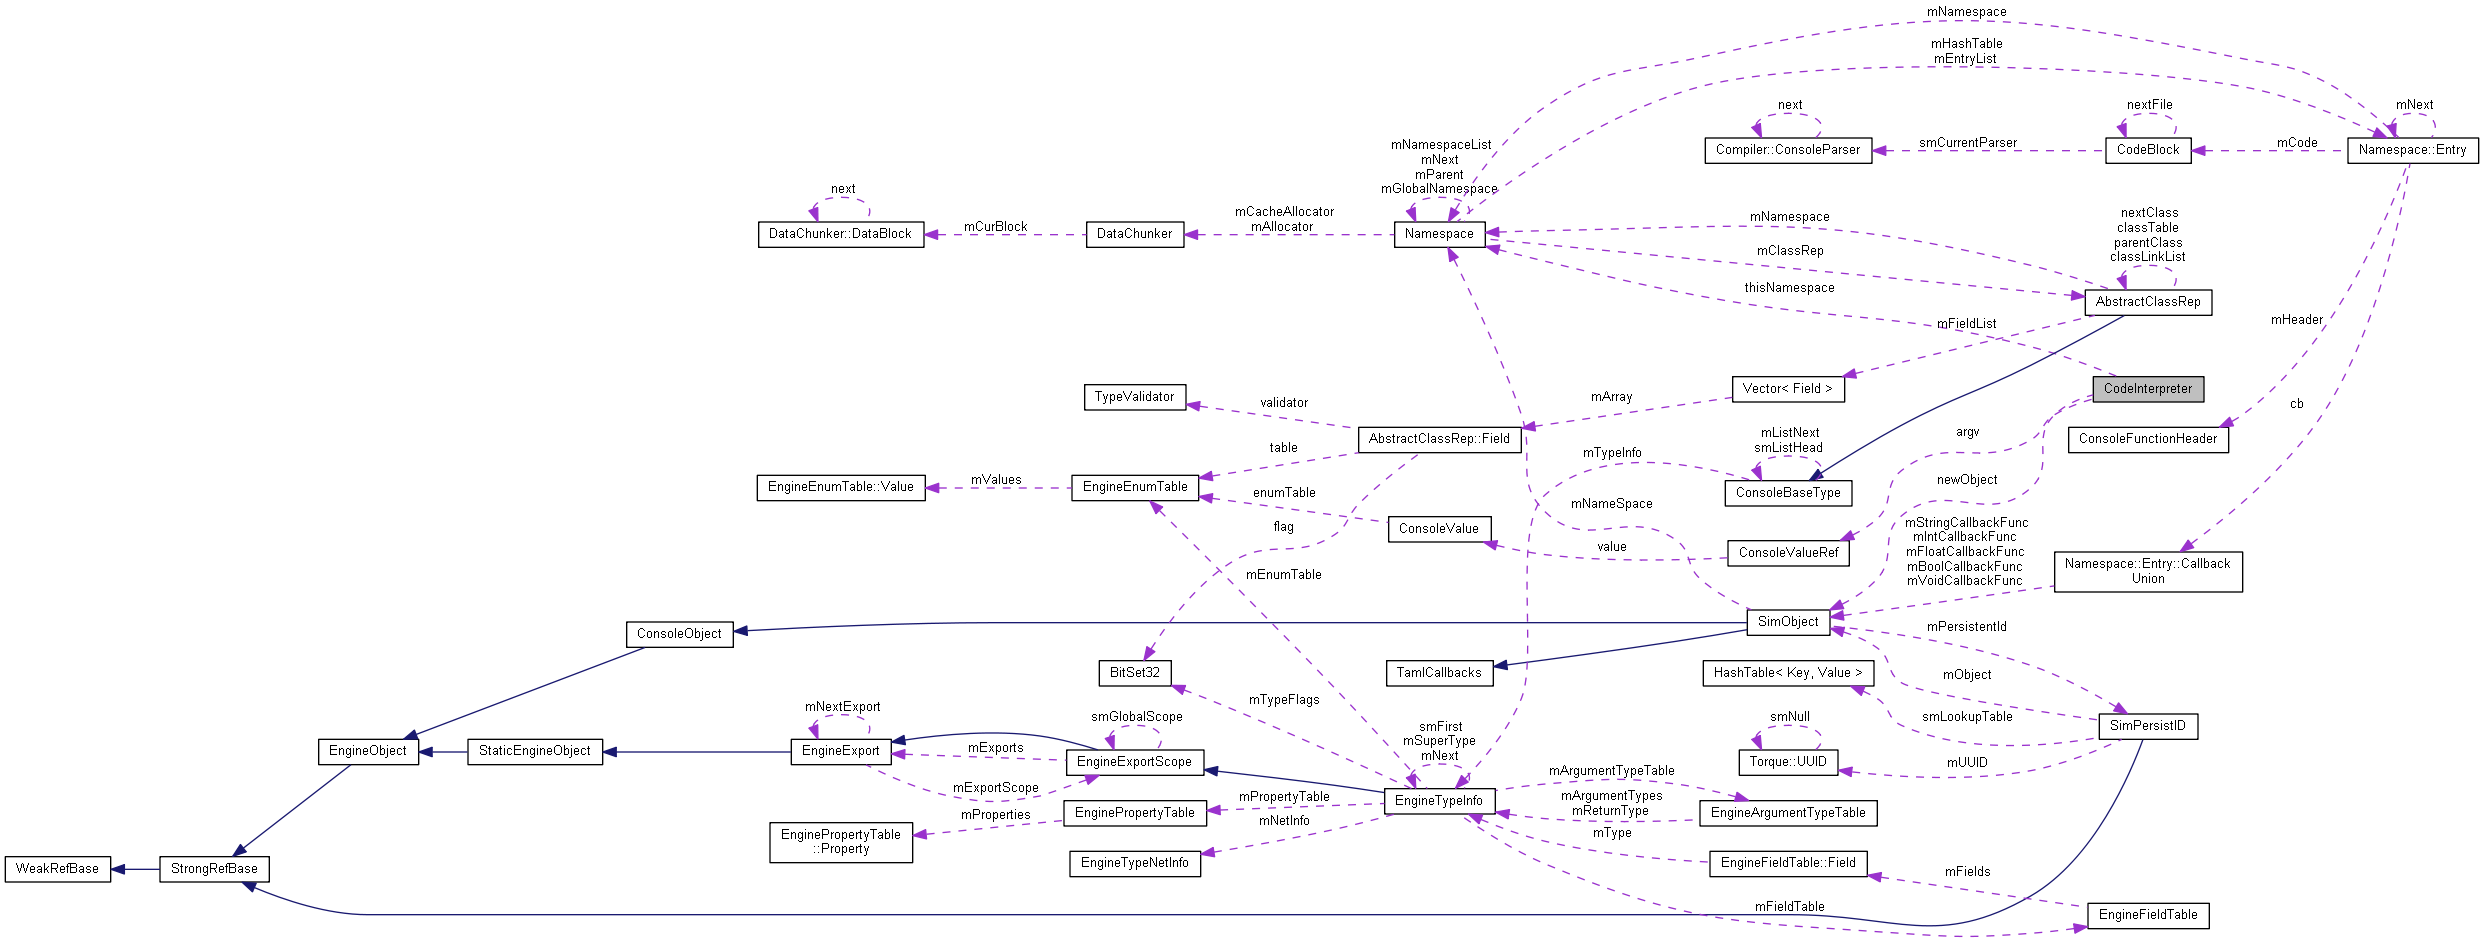 mNamespace
mHashTable
mEntryList
next
nextFile
mNext
Compiler::ConsoleParser
smCurrentParser
CodeBlock
mCode
Namespace::Entry
mNamespaceList
mNext
mParent
mGlobalNamespace
next
DataChunker::DataBlock
mCurBlock
DataChunker
mCacheAllocator
mAllocator
Namespace
mNamespace
mClassRep
nextClass
classTable
parentClass
classLinkList
AbstractClassRep
thisNamespace
mFieldList
mHeader
TypeValidator
validator
Vector< Field >
mArray
CodeInterpreter
cb
AbstractClassRep::Field
argv
ConsoleFunctionHeader
table
mTypeInfo
mListNext
smListHead
ConsoleBaseType
EngineEnumTable::Value
mValues
EngineEnumTable
enumTable
newObject
mNameSpace
flag
ConsoleValue
value
ConsoleValueRef
mStringCallbackFunc
mIntCallbackFunc
mFloatCallbackFunc
mBoolCallbackFunc
mVoidCallbackFunc
Namespace::Entry::Callback
Union
mEnumTable
ConsoleObject
SimObject
mPersistentId
BitSet32
TamlCallbacks
HashTable< Key, Value >
mObject
mTypeFlags
smLookupTable
SimPersistID
mNextExport
smGlobalScope
smFirst
mSuperType
mNext
smNull
EngineObject
StaticEngineObject
EngineExport
mExports
EngineExportScope
Torque::UUID
mUUID
mExportScope
mArgumentTypeTable
EngineTypeInfo
mPropertyTable
mArgumentTypes
mReturnType
EngineArgumentTypeTable
mProperties
EnginePropertyTable
mNetInfo
EnginePropertyTable
::Property
mType
EngineTypeNetInfo
EngineFieldTable::Field
WeakRefBase
StrongRefBase
mFields
mFieldTable
EngineFieldTable